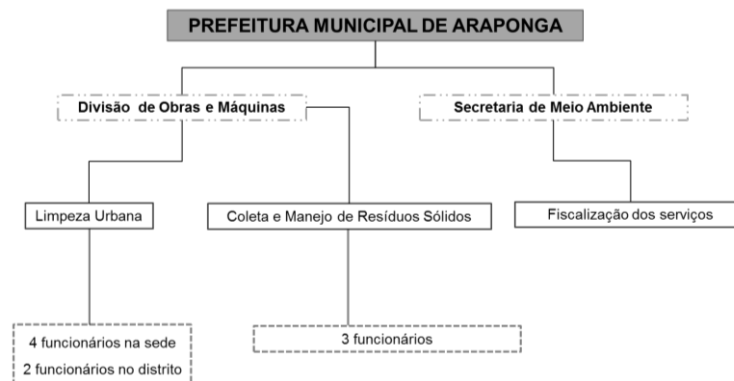 PREFEITURA MUNICIPAL DE ARAPONGA
Divisão de Obras e Máquinas
Secretaria de Meio Ambiente
Limpeza Urbana
Coleta e Manejo de Resíduos Sólidos
Fiscalização dos serviços
4 funcionários na sede
2 funcionários no distrito
3 funcionários